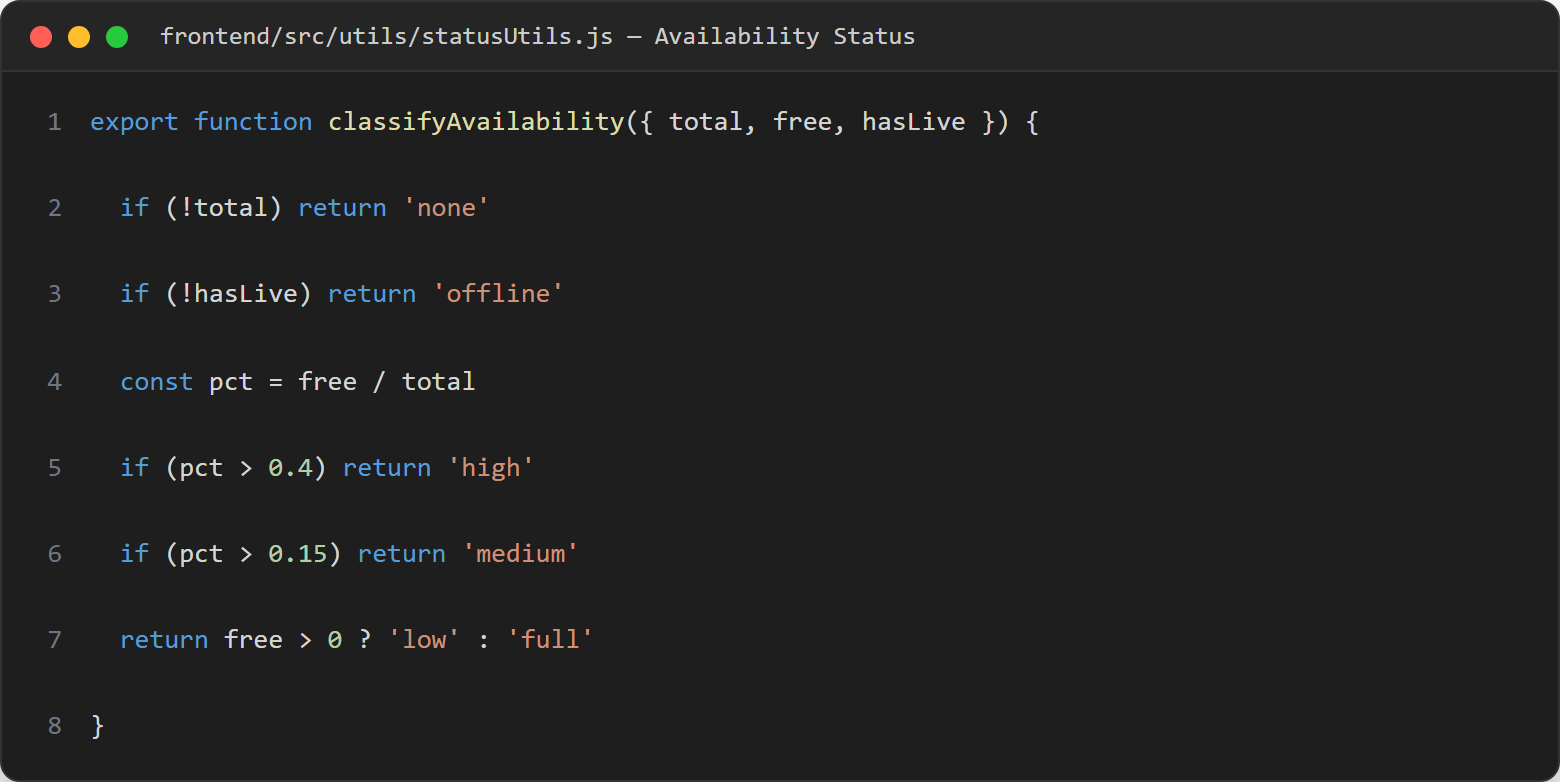 frontend/src/utils/statusUtils.js — Availability Status
1 export function classifyAvailability({ total, free, hasLive }) {
2   if (!total) return 'none'
3   if (!hasLive) return 'offline'
4   const pct = free / total
5   if (pct > 0.4) return 'high'
6   if (pct > 0.15) return 'medium'
7   return free > 0 ? 'low' : 'full'
8 }